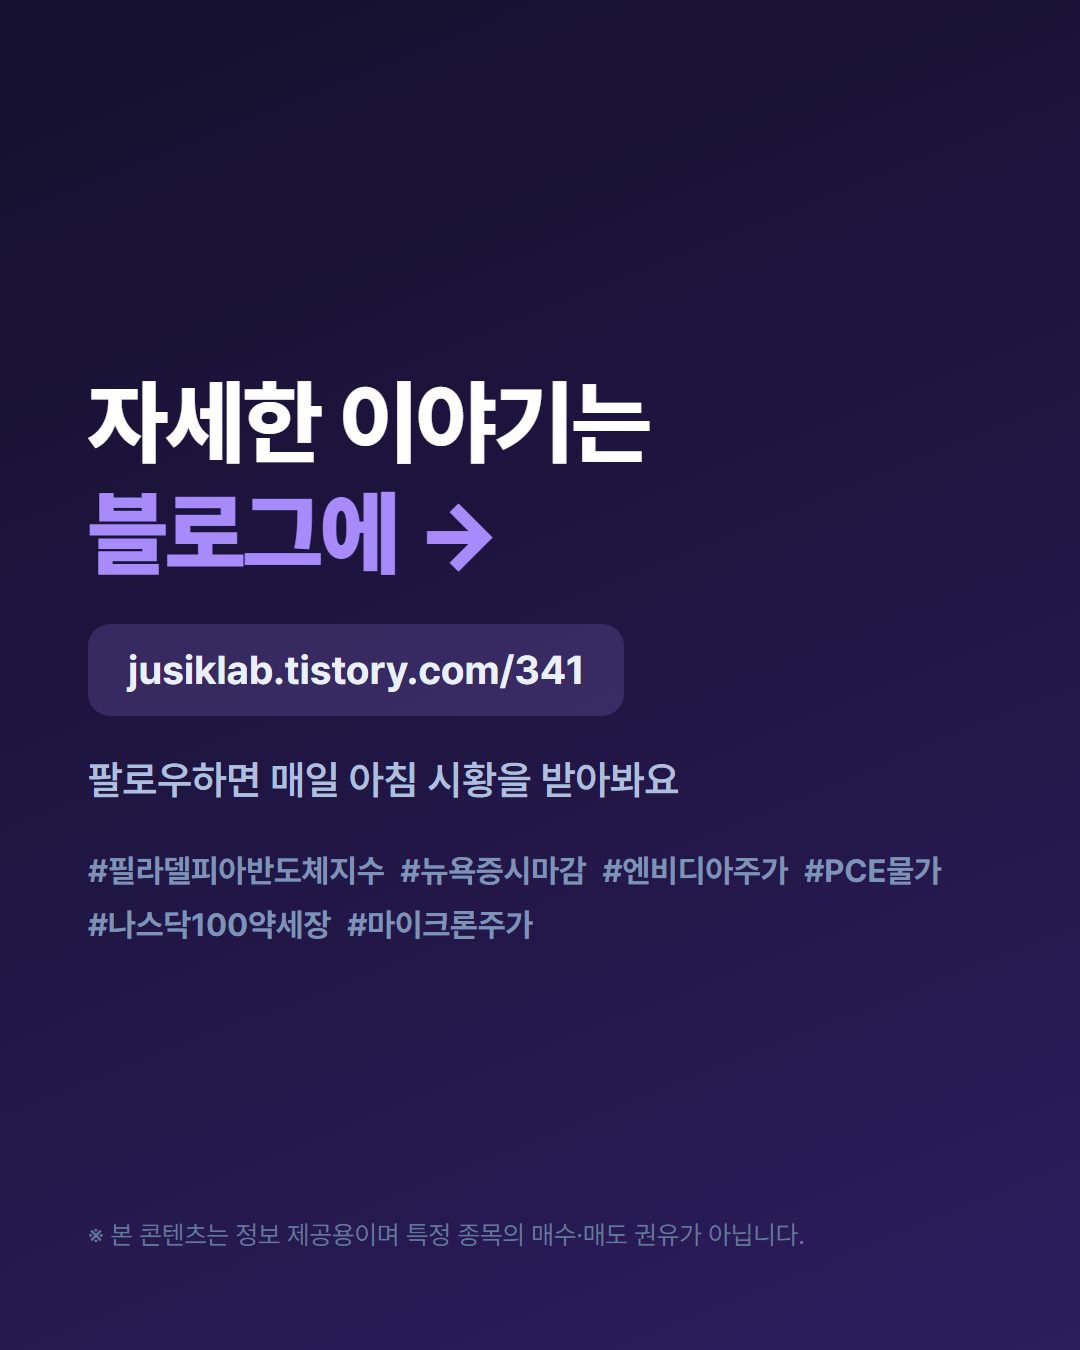 자세한 이야기는
블로그에 →
jusiklab.tistory.com/341
팔로우하면 매일 아침 시황을 받아봐요
#필라델피아반도체지수 #뉴욕증시마감 #엔비디아주가 #PCE물가
#나스닥100약세장 #마이크론주가
※ 본 콘텐츠는 정보 제공용이며 특정 종목의 매수·매도 권유가 아닙니다.